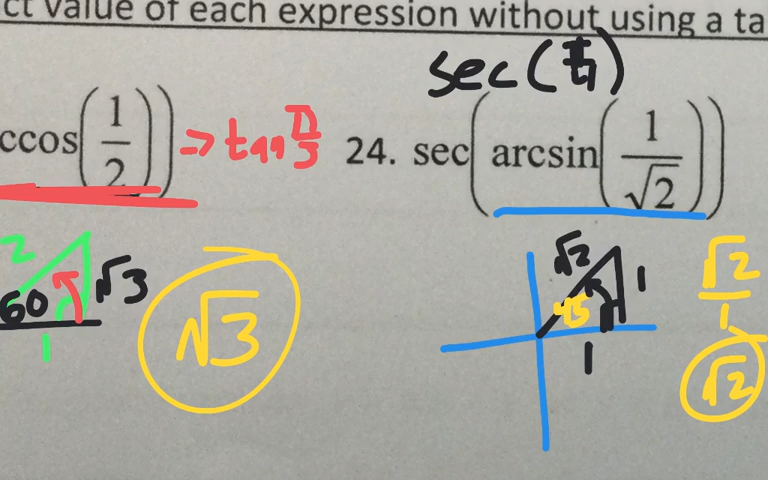 ct value of each expression without using a ta
sec(π/4)
ccos(1/2)) => tan π/3
24. sec(arcsin(1/√2))
2 √3 60 1
√3
√2 1 45 1
√2/1
√2